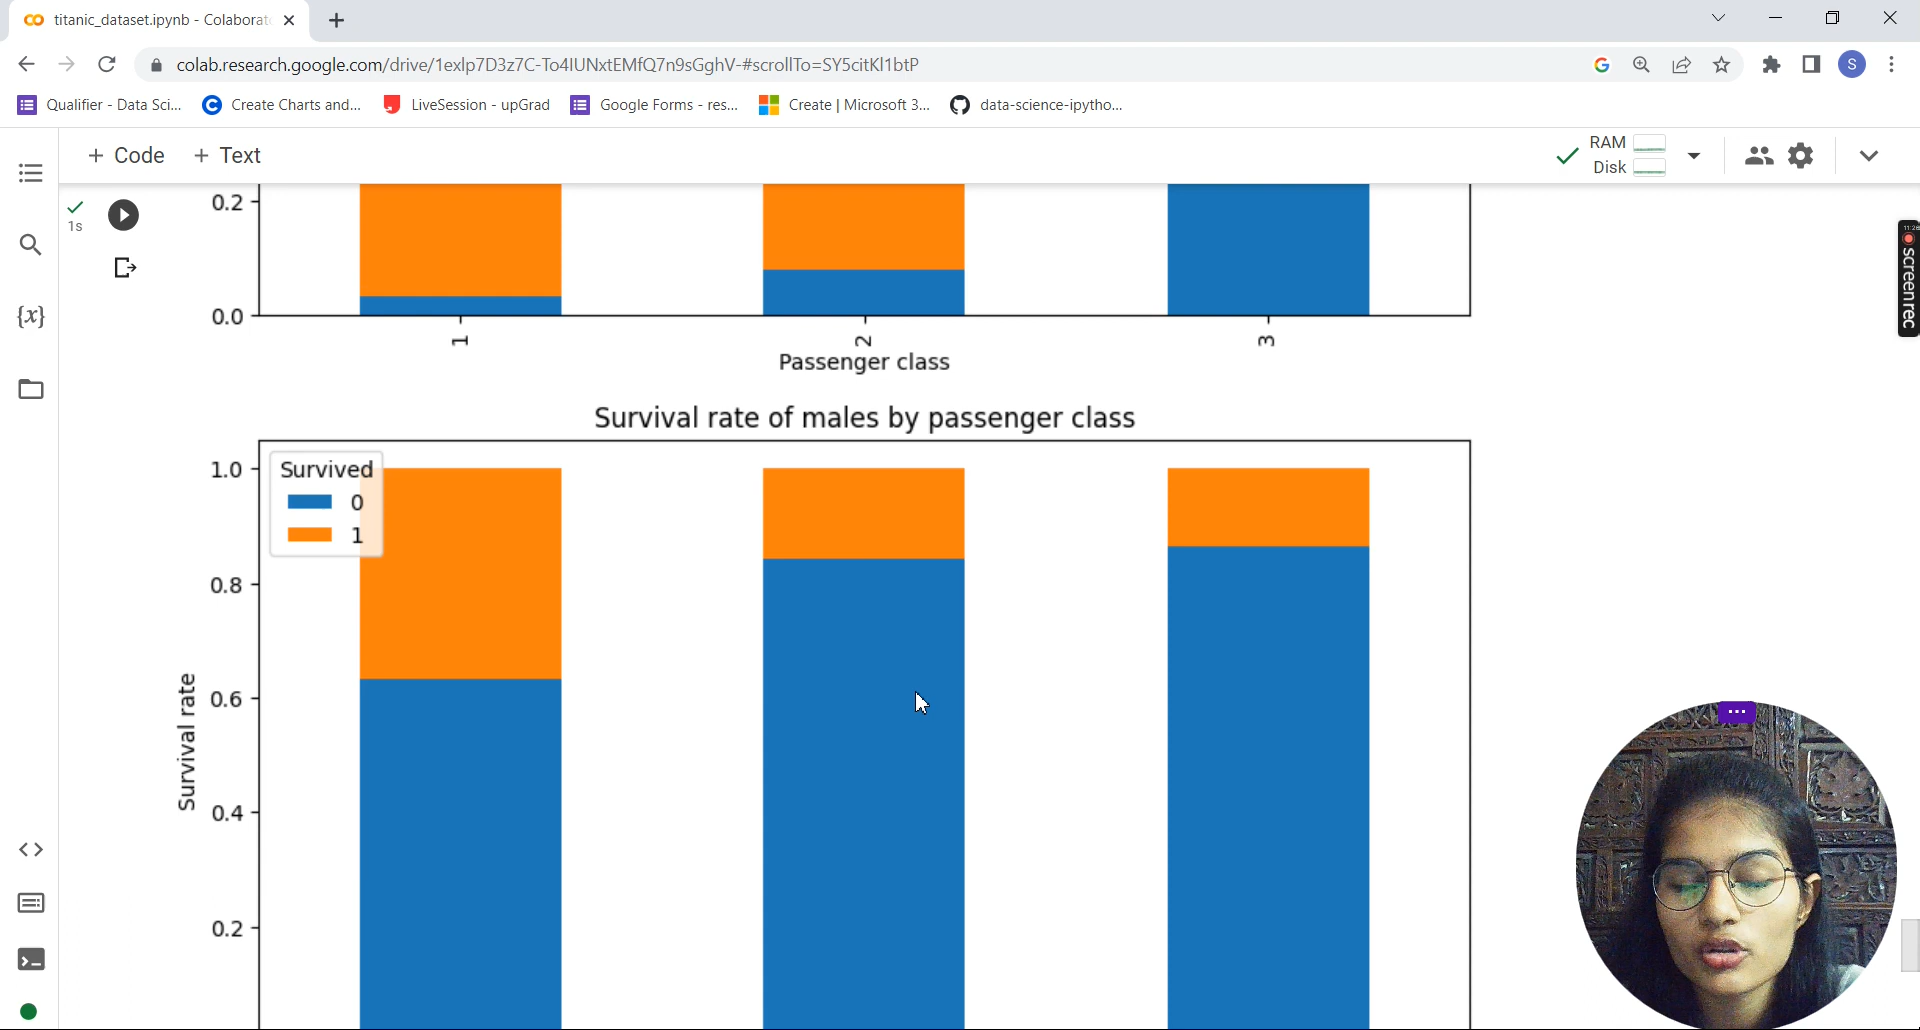 titanic_dataset.ipynb - Colaborat
colab.research.google.com/drive/1exlp7D3z7C-To4IUNxtEMfQ7n9sGghV-#scrollTo=SY5citKl1btP
S
Qualifier - Data Sci...
Create Charts and...
LiveSession - upGrad
Google Forms - res...
Create | Microsoft 3...
data-science-ipytho...
+ Code
+ Text
RAM
Disk
1s
{x}
0.2
0.0
1
2
3
Passenger class
Survival rate of males by passenger class
Survived
0
1
1.0
0.8
0.6
0.4
0.2
Survival rate
screenrec